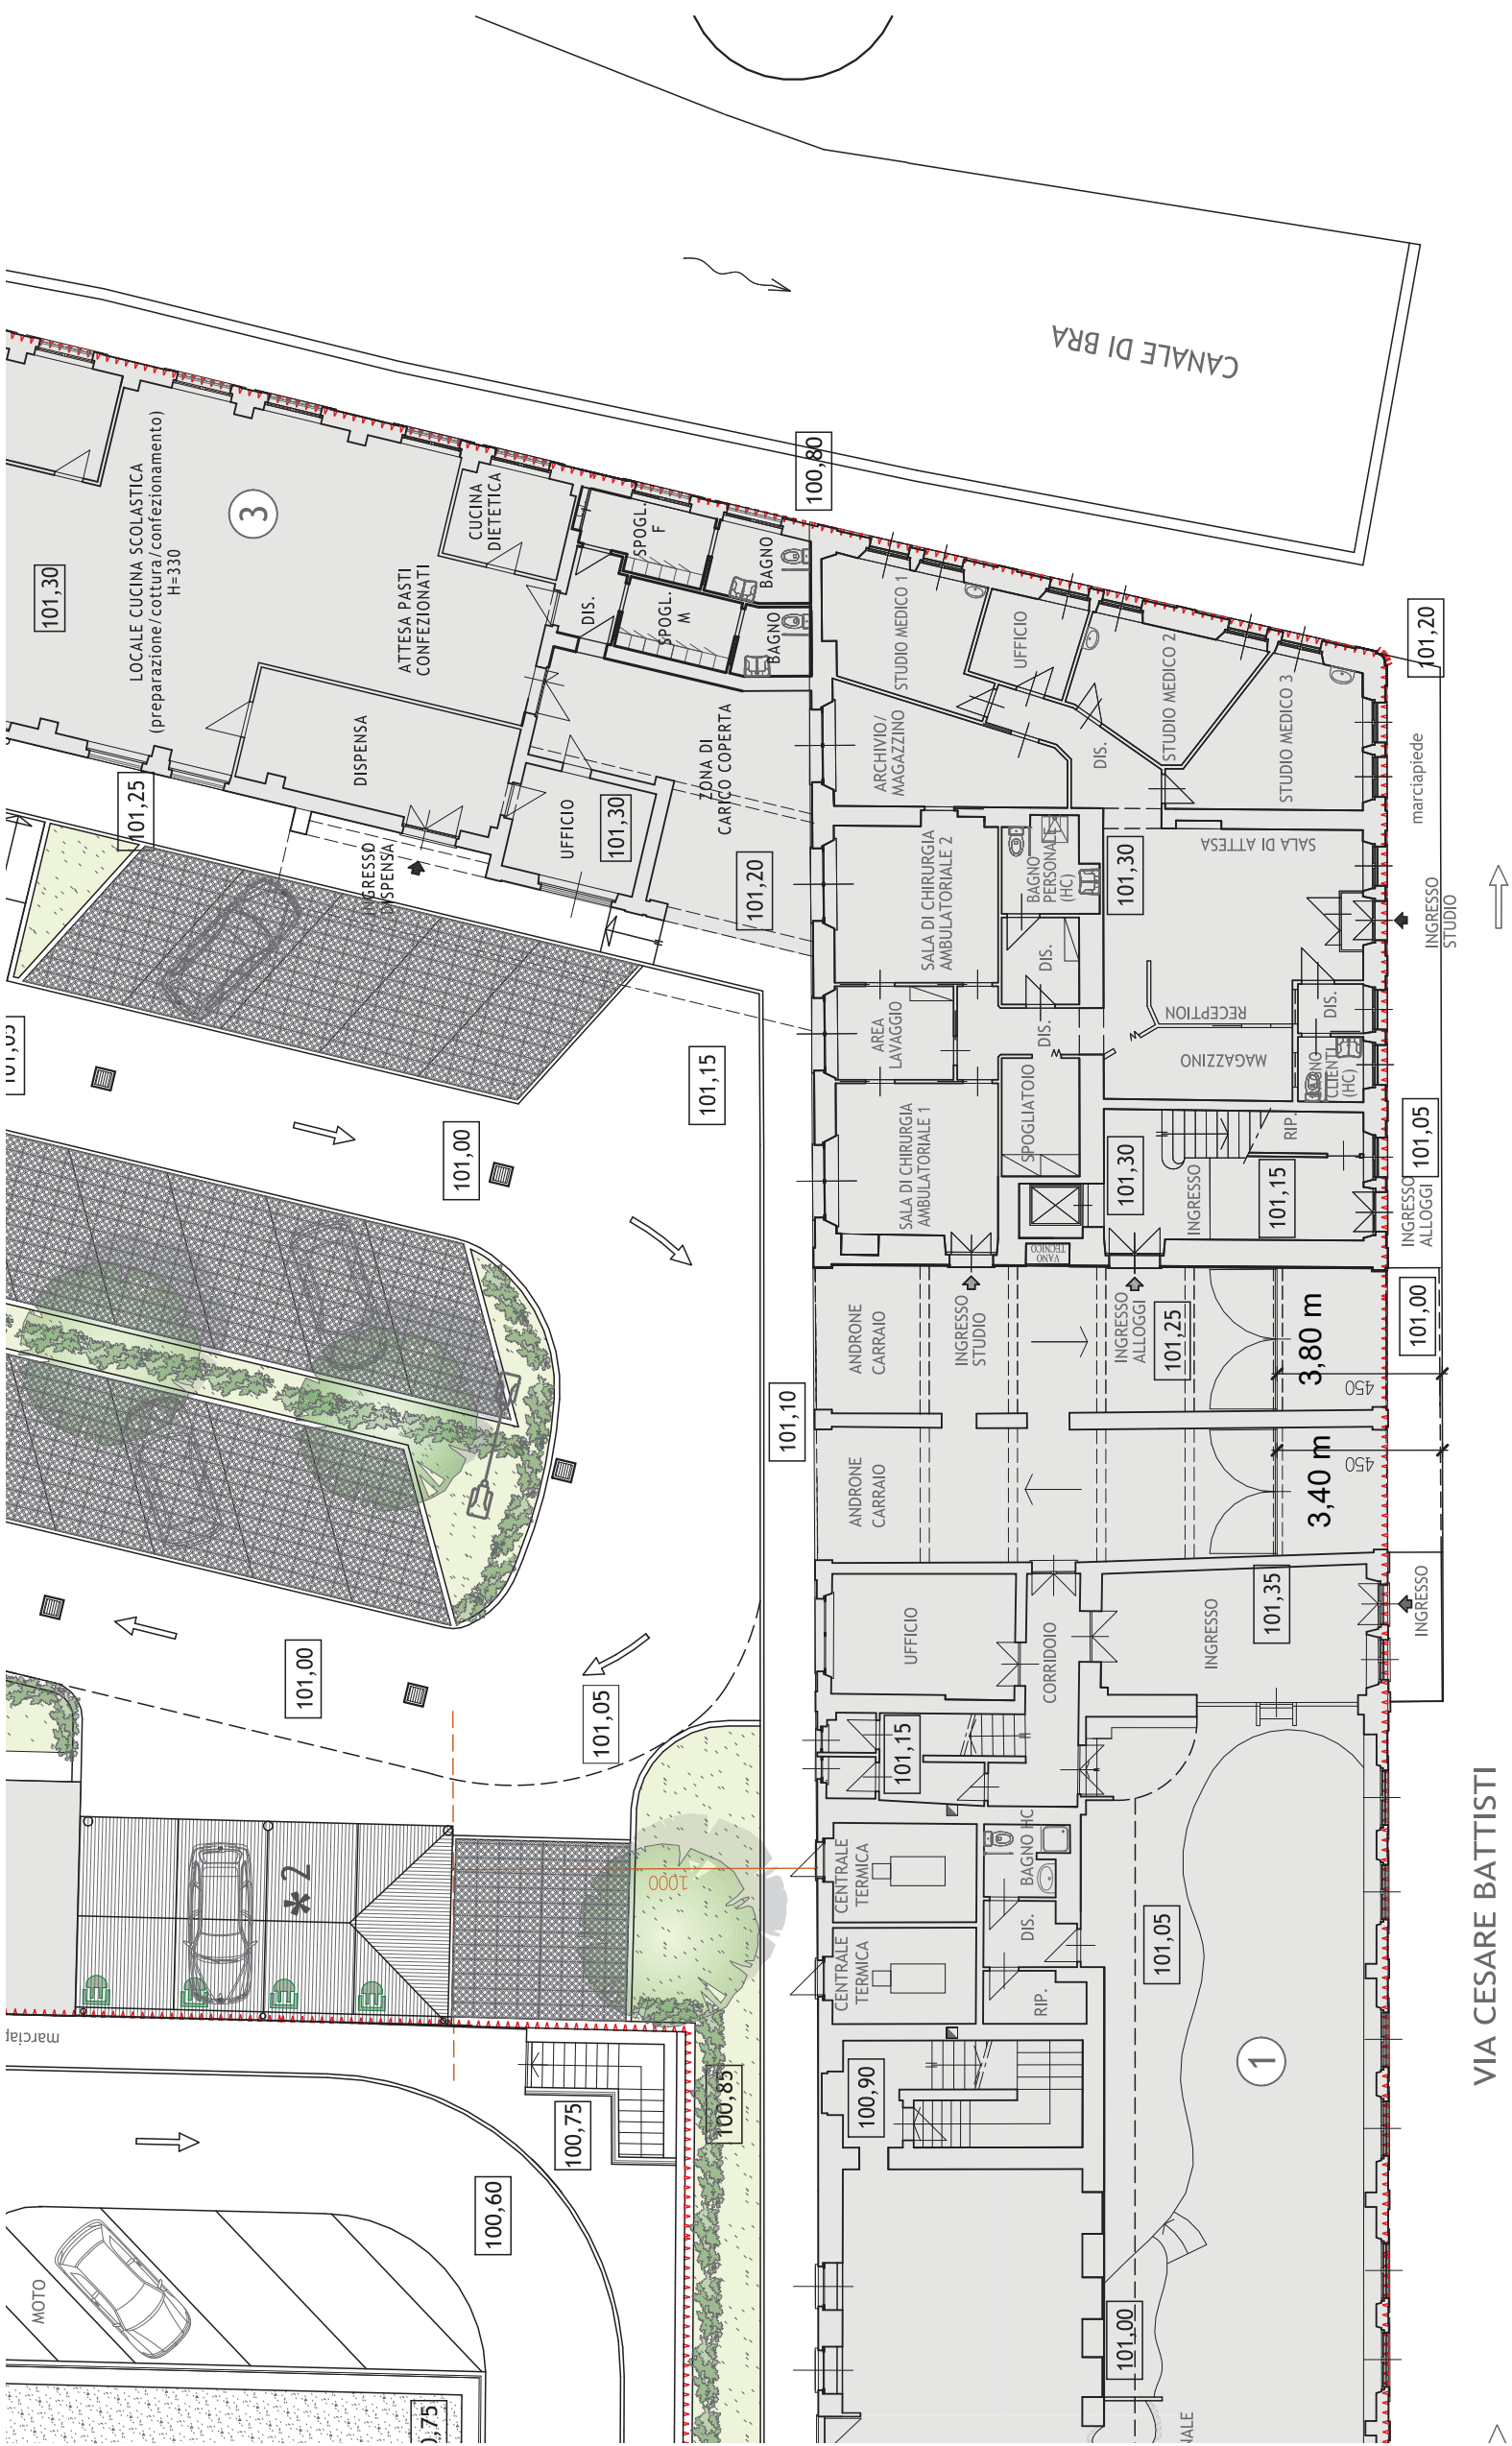 CANALE DI BRA
LOCALE CUCINA SCOLASTICA
(preparazione/cottura/confezionamento)
H=330
3
101,30
CUCINA
DIETETICA
ATTESA PASTI
CONFEZIONATI
DISPENSA
101,25
INGRESSO
DISPENSA
SPOGL.
F
SPOGL.
M
DIS.
BAGNO
BAGNO
100,80
UFFICIO
101,30
ZONA DI
CARICO COPERTA
101,20
STUDIO MEDICO 1
UFFICIO
STUDIO MEDICO 2
STUDIO MEDICO 3
ARCHIVIO/
MAGAZZINO
DIS.
101,20
marciapiede
SALA DI CHIRURGIA
AMBULATORIALE 2
BAGNO
PERSONALE
(HC)
101,30
SALA DI ATTESA
INGRESSO
STUDIO
DIS.
AREA
LAVAGGIO
DIS.
RECEPTION
MAGAZZINO
DIS.
BAGNO
CLIENTI
(HC)
SPOGLIATOIO
SALA DI CHIRURGIA
AMBULATORIALE 1
101,30
INGRESSO
RIP.
101,15
101,05
INGRESSO
ALLOGGI
VANO
TECNICO
101,05
101,15
101,00
ANDRONE
CARRAIO
INGRESSO
STUDIO
INGRESSO
ALLOGGI
101,25
3,80 m
450
101,00
101,10
ANDRONE
CARRAIO
3,40 m
450
UFFICIO
CORRIDOIO
INGRESSO
101,35
INGRESSO
101,00
101,05
101,15
*2
1000
CENTRALE
TERMICA
BAGNO HC
CENTRALE
TERMICA
DIS.
RIP.
101,05
1
VIA CESARE BATTISTI
E
E
E
E
marciap
100,75
100,85
100,90
100,60
MOTO
101,00
0,75
NALE